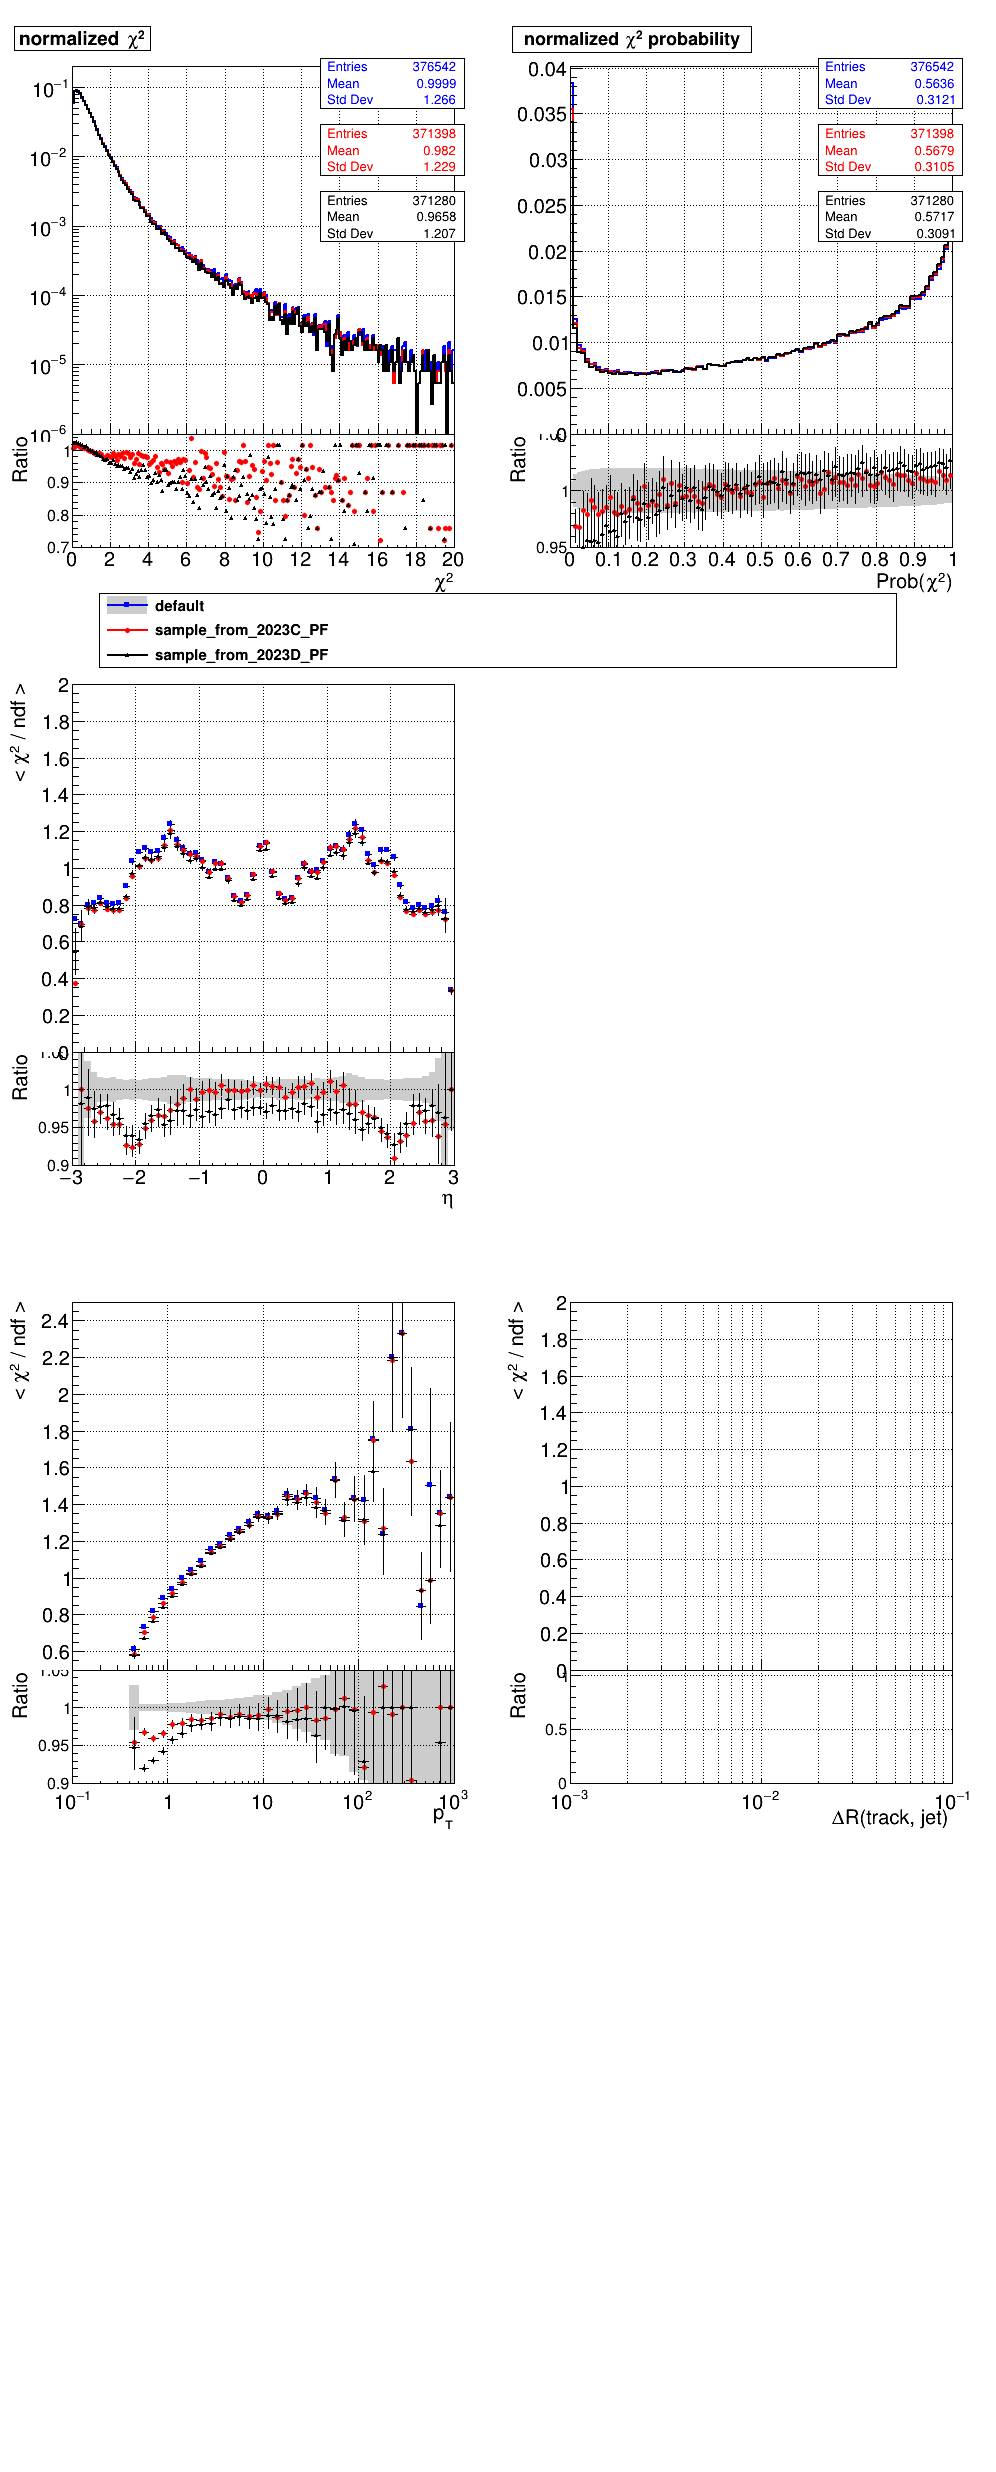 normalized χ²
normalized χ² probability
Entries 376542
Mean 0.9999
Std Dev 1.266
Entries 371398
Mean 0.982
Std Dev 1.229
Entries 371280
Mean 0.9658
Std Dev 1.207
10⁻¹
10⁻²
10⁻³
10⁻⁴
10⁻⁵
10⁻⁶
Ratio
1
0.9
0.8
0.7
0 2 4 6 8 10 12 14 16 18 20
χ²
Entries 376542
Mean 0.5636
Std Dev 0.3121
Entries 371398
Mean 0.5679
Std Dev 0.3105
Entries 371280
Mean 0.5717
Std Dev 0.3091
0.04
0.035
0.03
0.025
0.02
0.015
0.01
0.005
0
Ratio
1
0.95
0 0.1 0.2 0.3 0.4 0.5 0.6 0.7 0.8 0.9 1
Prob(χ²)
default
sample_from_2023C_PF
sample_from_2023D_PF
< χ² / ndf >
2
1.8
1.6
1.4
1.2
1
0.8
0.6
0.4
0.2
0
Ratio
1
0.95
0.9
−3 −2 −1 0 1 2 3
η
< χ² / ndf >
2.4
2.2
2
1.8
1.6
1.4
1.2
1
0.8
0.6
Ratio
1.05
1
0.95
0.9
10⁻¹ 1 10 10² 10³
p_T
< χ² / ndf >
2
1.8
1.6
1.4
1.2
1
0.8
0.6
0.4
0.2
0
Ratio
1
0.5
0
10⁻³ 10⁻² 10⁻¹
ΔR(track, jet)